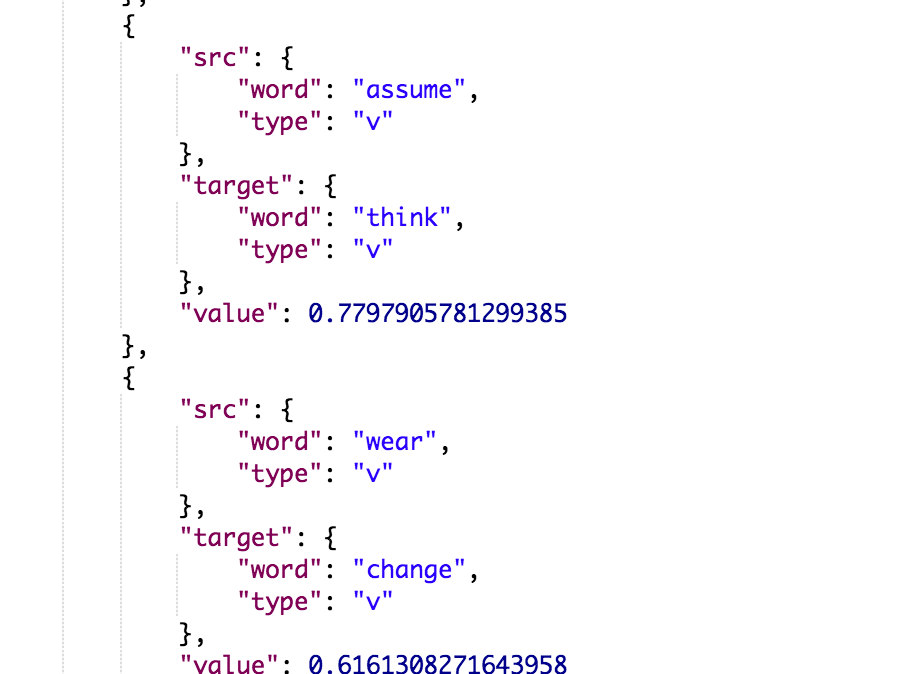 },
{
"src": {
"word": "assume",
"type": "v"
},
"target": {
"word": "think",
"type": "v"
},
"value": 0.7797905781299385
},
{
"src": {
"word": "wear",
"type": "v"
},
"target": {
"word": "change",
"type": "v"
},
"value": 0.6161308271643958